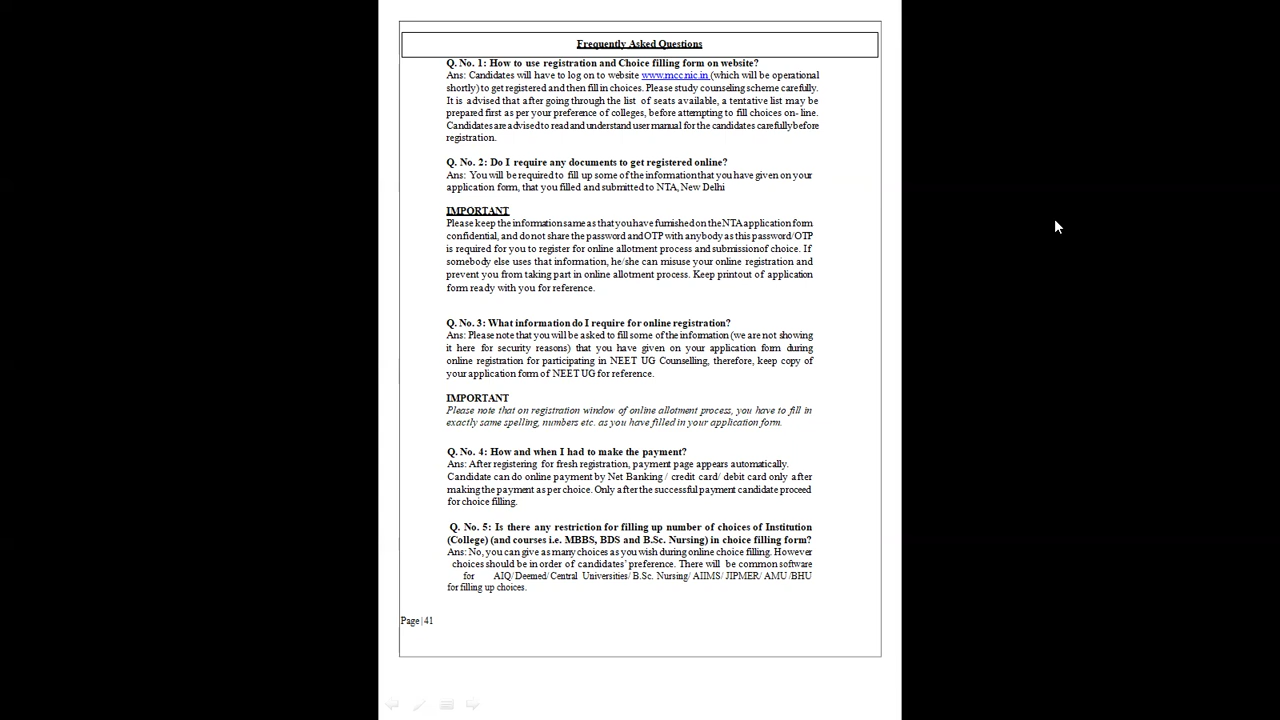 Frequently Asked Questions
Q. No. 1: How to use registration and Choice filling form on website?
Ans: Candidates will have to log on to website www.mcc.nic.in (which will be operational
shortly) to get registered and then fill in choices. Please study counseling scheme carefully.
It is advised that after going through the list of seats available, a tentative list may be
prepared first as per your preference of colleges, before attempting to fill choices on- line.
Candidates are advised to read and understand user manual for the candidates carefully before
registration.
Q. No. 2: Do I require any documents to get registered online?
Ans: You will be required to fill up some of the information that you have given on your
application form, that you filled and submitted to NTA, New Delhi
IMPORTANT
Please keep the information same as that you have furnished on the NTA application form
confidential, and do not share the password and OTP with anybody as this password/OTP
is required for you to register for online allotment process and submission of choice. If
somebody else uses that information, he/she can misuse your online registration and
prevent you from taking part in online allotment process. Keep printout of application
form ready with you for reference.
Q. No. 3: What information do I require for online registration?
Ans: Please note that you will be asked to fill some of the information (we are not showing
it here for security reasons) that you have given on your application form during
online registration for participating in NEET UG Counselling, therefore, keep copy of
your application form of NEET UG for reference.
IMPORTANT
Please note that on registration window of online allotment process, you have to fill in
exactly same spelling, numbers etc. as you have filled in your application form.
Q. No. 4: How and when I had to make the payment?
Ans: After registering for fresh registration, payment page appears automatically.
Candidate can do online payment by Net Banking / credit card/ debit card only after
making the payment as per choice. Only after the successful payment candidate proceed
for choice filling.
Q. No. 5: Is there any restriction for filling up number of choices of Institution
(College) (and courses i.e. MBBS, BDS and B.Sc. Nursing) in choice filling form?
Ans: No, you can give as many choices as you wish during online choice filling. However
choices should be in order of candidates' preference. There will be common software
for AIQ/Deemed/Central Universities/ B.Sc. Nursing/ AIIMS/ JIPMER/ AMU /BHU
for filling up choices.
Page | 41